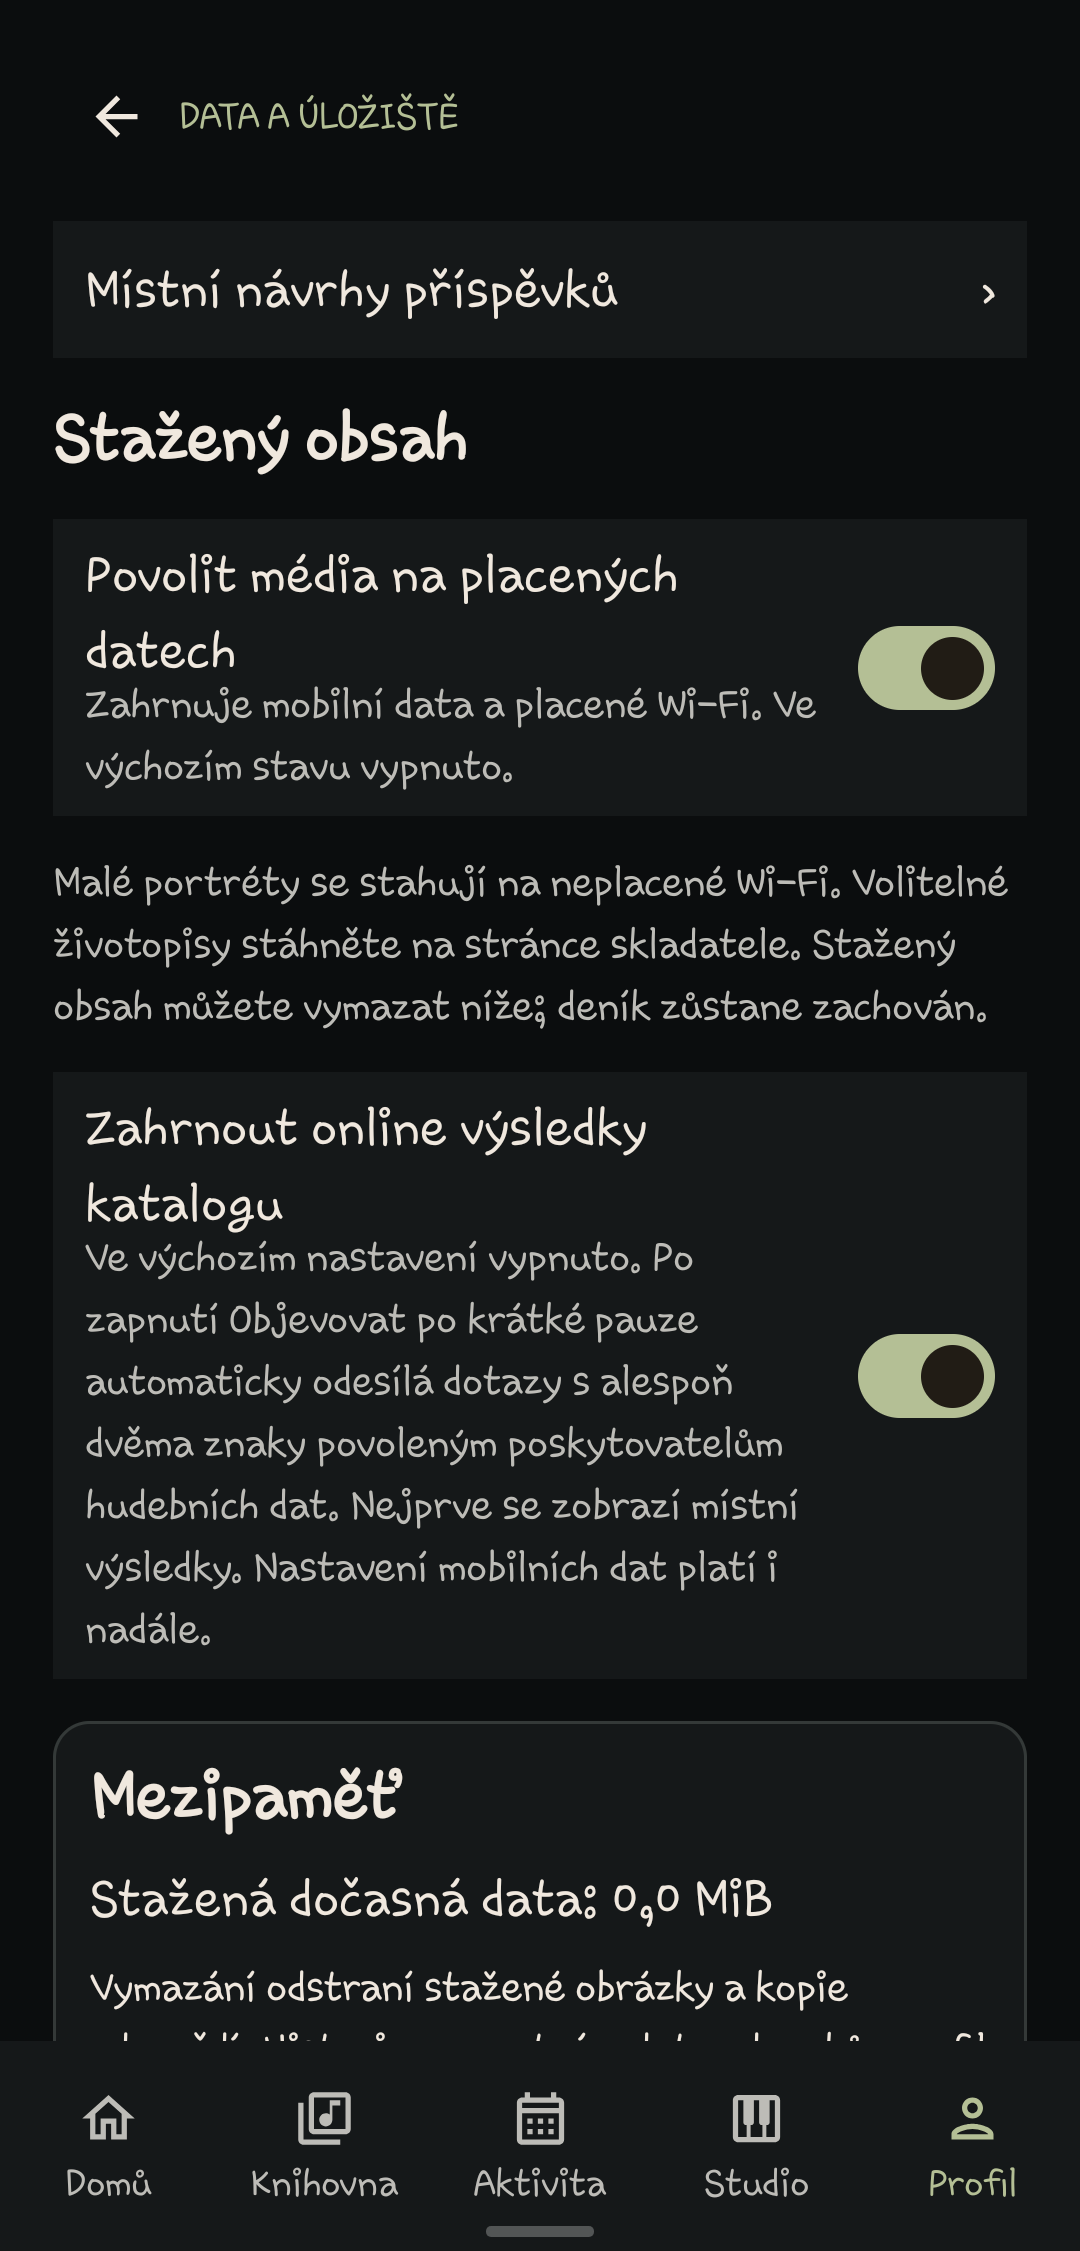 DATA A ÚLOŽIŠTĚ
Místní návrhy příspěvků
Stažený obsah
Povolit média na placených
datech
Zahrnuje mobilní data a placené Wi-Fi. Ve
výchozím stavu vypnuto.
Malé portréty se stahují na neplacené Wi-Fi. Volitelné
životopisy stáhněte na stránce skladatele. Stažený
obsah můžete vymazat níže; deník zůstane zachován.
Zahrnout online výsledky
katalogu
Ve výchozím nastavení vypnuto. Po
zapnutí Objevovat po krátké pauze
automaticky odesílá dotazy s alespoň
dvěma znaky povoleným poskytovatelům
hudebních dat. Nejprve se zobrazí místní
výsledky. Nastavení mobilních dat platí i
nadále.
Mezipaměť
Stažená dočasná data: 0,0 MiB
Vymazání odstraní stažené obrázky a kopie
Domů
Knihovna
Aktivita
Studio
Profil